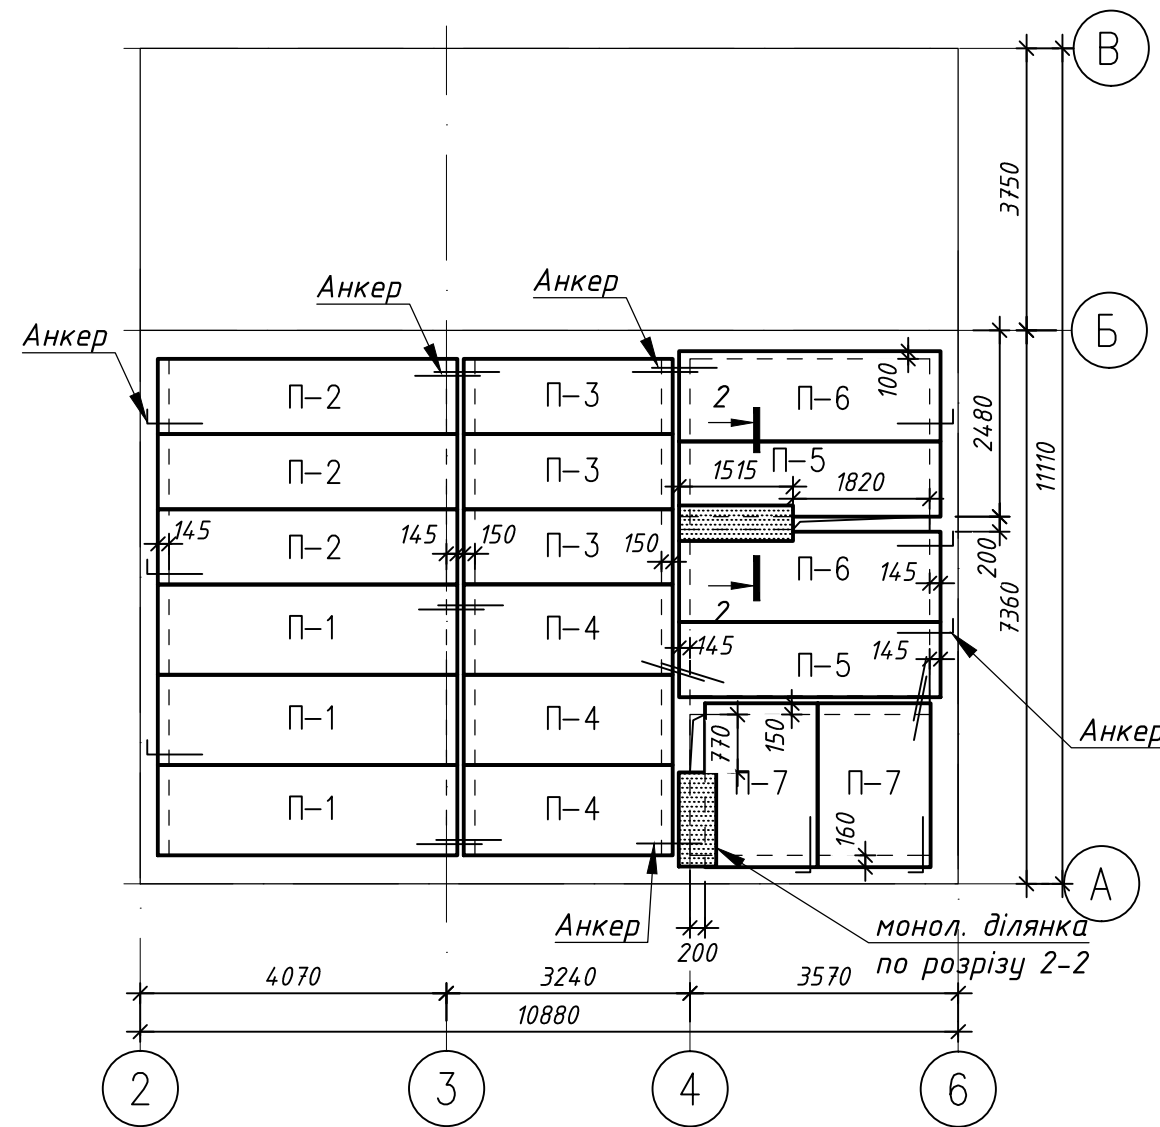 В
3750
Анкер
Анкер
Б
Анкер
100
П-2
П-3
2
П-6
2480
П-5
11110
1515
1820
П-2
П-3
145
145
150
П-2
150
П-3
200
П-6
145
7360
2
П-1
П-4
145
145
П-5
П-1
П-4
770
150
Анкер
П-7
П-7
П-1
П-4
160
А
Анкер
монол. ділянка
200
по розрізу 2-2
4070
3240
3570
10880
2
3
4
6